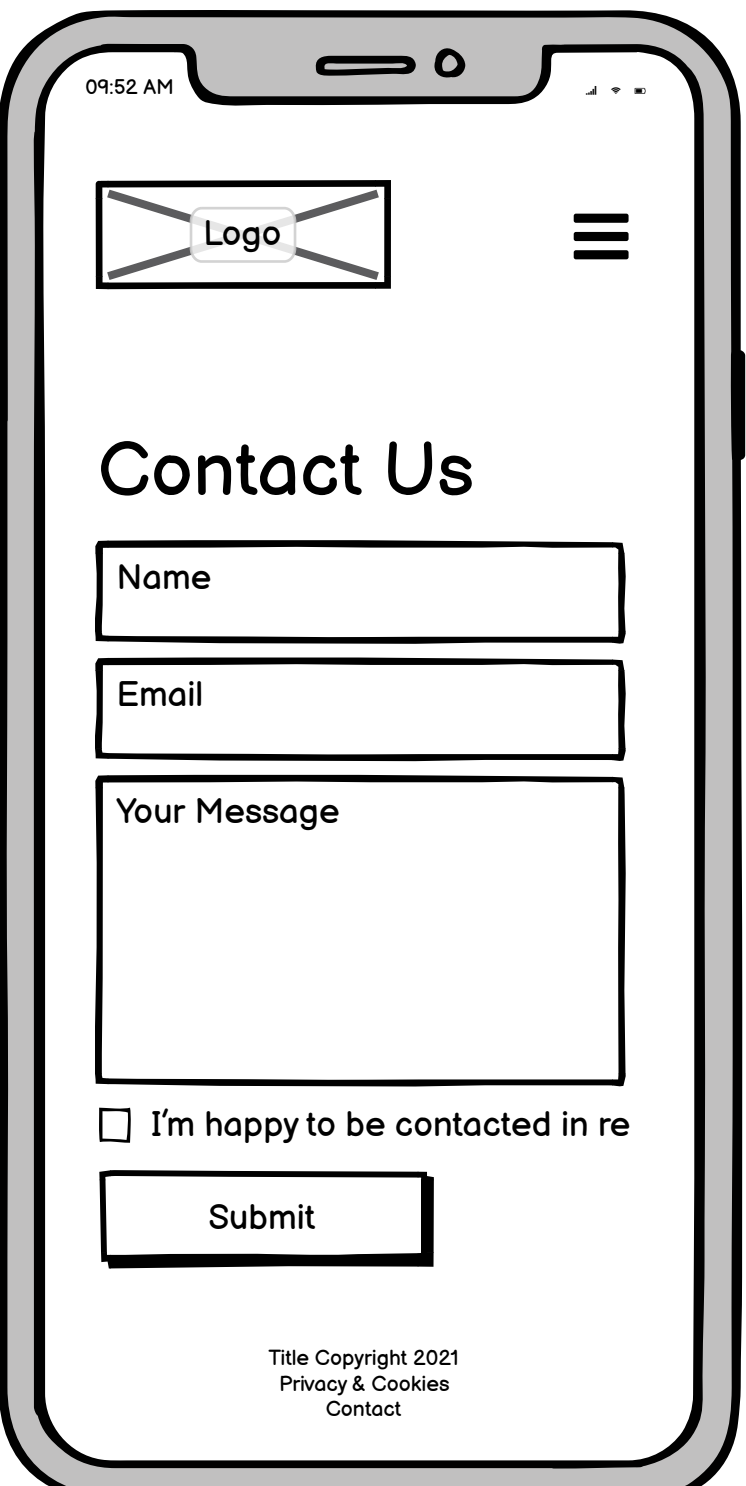 09:52 AM
Logo
Contact Us
Name
Email
Your Message
I'm happy to be contacted in re
Submit
Title Copyright 2021
Privacy & Cookies
Contact